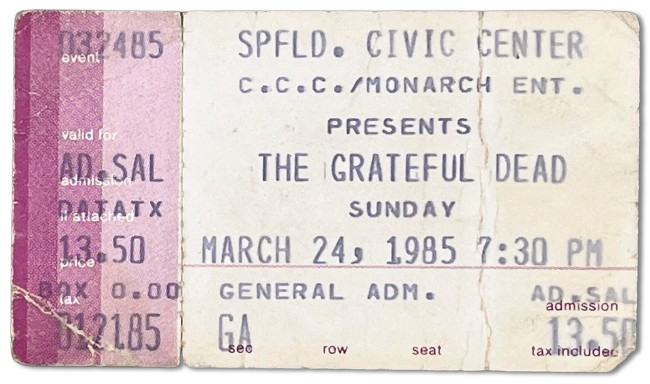 032485
event
valid for
AD.SAL
admission
DATATX
if attached
13.50
price
BOX 0.00
tax
012185
SPFLD. CIVIC CENTER
C.C.C./MONARCH ENT.
PRESENTS
THE GRATEFUL DEAD
SUNDAY
MARCH 24, 1985 7:30 PM
GENERAL ADM. AD.SAL
admission
GA 13.50
sec row seat tax included